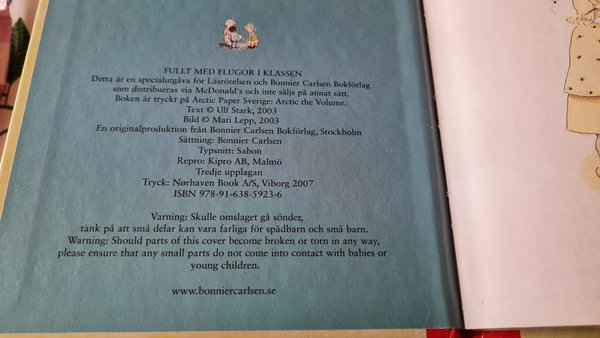 FULLT MED FLUGOR I KLASSEN
Detta är en specialutgåva för Läsrörelsen och Bonnier Carlsen Bokförlag
som distribueras via McDonald's och inte säljs på annat sätt.
Boken är tryckt på Arctic Paper Sverige: Arctic the Volume.
Text © Ulf Stark, 2003
Bild © Mati Lepp, 2003
En originalproduktion från Bonnier Carlsen Bokförlag, Stockholm
Sättning: Bonnier Carlsen
Typsnitt: Sabon
Repro: Kipro AB, Malmö
Tredje upplagan
Tryck: Nørhaven Book A/S, Viborg 2007
ISBN 978-91-638-5923-6
Varning: Skulle omslaget gå sönder,
tänk på att små delar kan vara farliga för spädbarn och små barn.
Warning: Should parts of this cover become broken or torn in any way,
please ensure that any small parts do not come into contact with babies or
young children.
www.bonniercarlsen.se